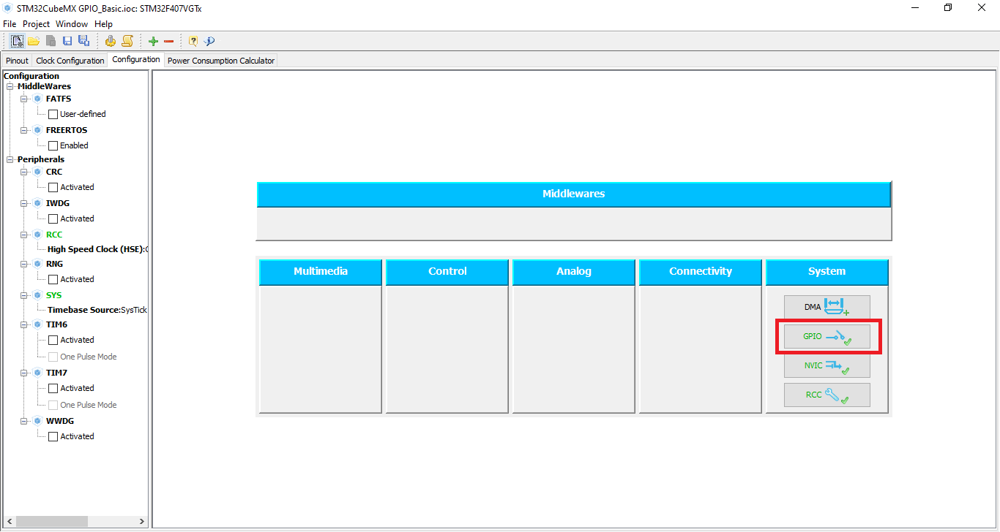 STM32CubeMX GPIO_Basic.ioc: STM32F407VGTx
File Project Window Help
Pinout Clock Configuration Configuration Power Consumption Calculator
Configuration
MiddleWares
FATFS
User-defined
FREERTOS
Enabled
Peripherals
CRC
Activated
IWDG
Activated
RCC
High Speed Clock (HSE):
RNG
Activated
SYS
Timebase Source:SysTick
TIM6
Activated
One Pulse Mode
TIM7
Activated
One Pulse Mode
WWDG
Activated
Middlewares
Multimedia Control Analog Connectivity System
DMA
GPIO
NVIC
RCC